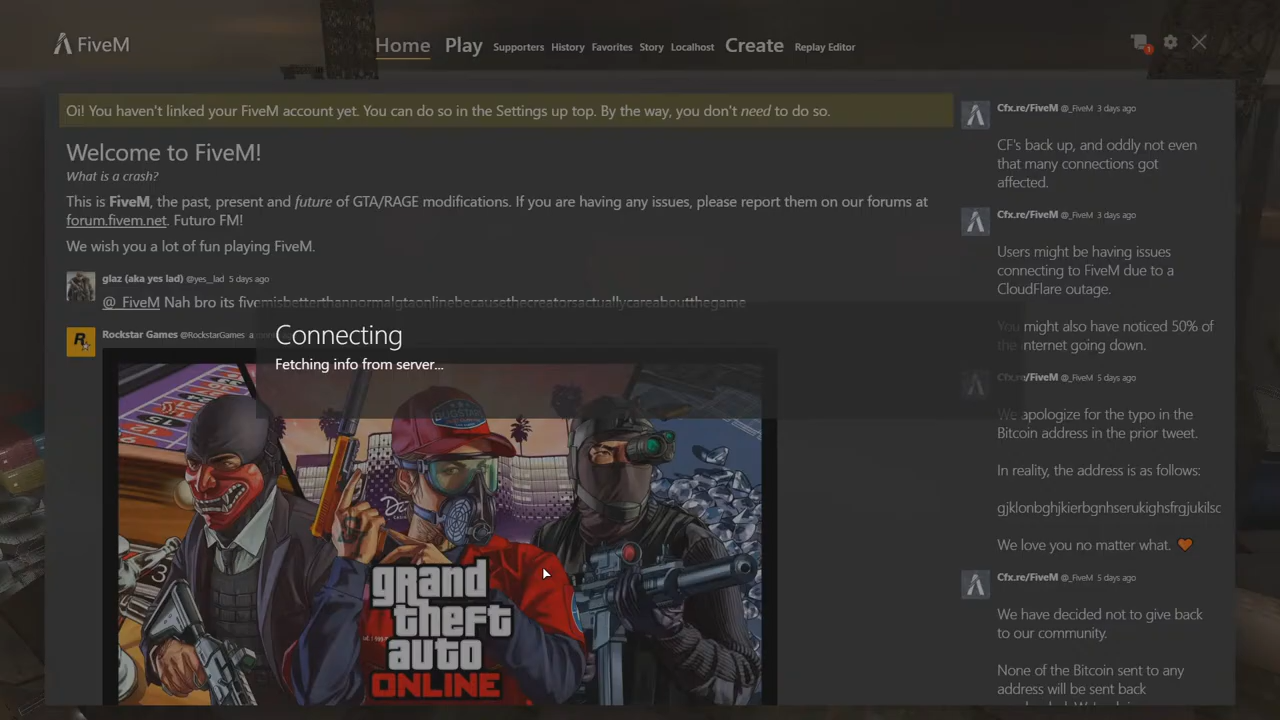 FiveM
Home Play Supporters History Favorites Story Localhost Create Replay Editor
1
Oi! You haven't linked your FiveM account yet. You can do so in the Settings up top. By the way, you don't need to do so.
Welcome to FiveM!
What is a crash?
This is FiveM, the past, present and future of GTA/RAGE modifications. If you are having any issues, please report them on our forums at
forum.fivem.net. Futuro FM!
We wish you a lot of fun playing FiveM.
glaz (aka yes lad) @yes__lad 5 days ago
@_FiveM Nah bro its fivemisbetterthannormalgtaonlinebecausethecreatorsactuallycareaboutthegame
Rockstar Games @RockstarGames a
Connecting
Fetching info from server...
BUGSTARS
grand
theft
auto
ONLINE
Cfx.re/FiveM @_FiveM 3 days ago
CF's back up, and oddly not even
that many connections got
affected.
Cfx.re/FiveM @_FiveM 3 days ago
Users might be having issues
connecting to FiveM due to a
CloudFlare outage.
You might also have noticed 50% of
the internet going down.
Cfx.re/FiveM @_FiveM 5 days ago
We apologize for the typo in the
Bitcoin address in the prior tweet.
In reality, the address is as follows:
gjklonbghjkierbgnhserukighsfrgjukilsc
We love you no matter what. 🧡
Cfx.re/FiveM @_FiveM 5 days ago
We have decided not to give back
to our community.
None of the Bitcoin sent to any
address will be sent back